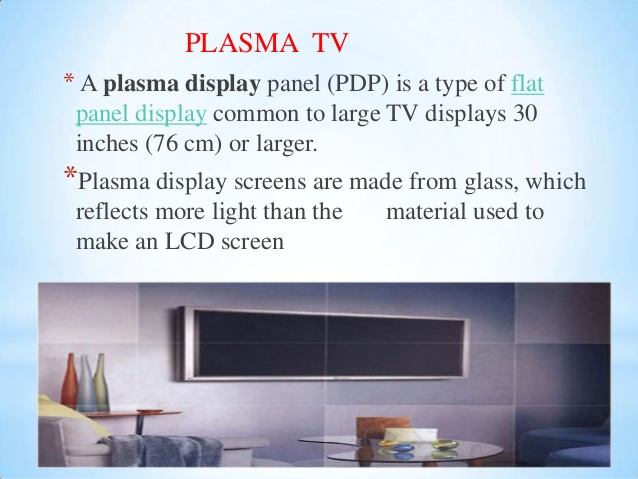 PLASMA TV
* A plasma display panel (PDP) is a type of flat
panel display common to large TV displays 30
inches (76 cm) or larger.
*Plasma display screens are made from glass, which
reflects more light than the material used to
make an LCD screen